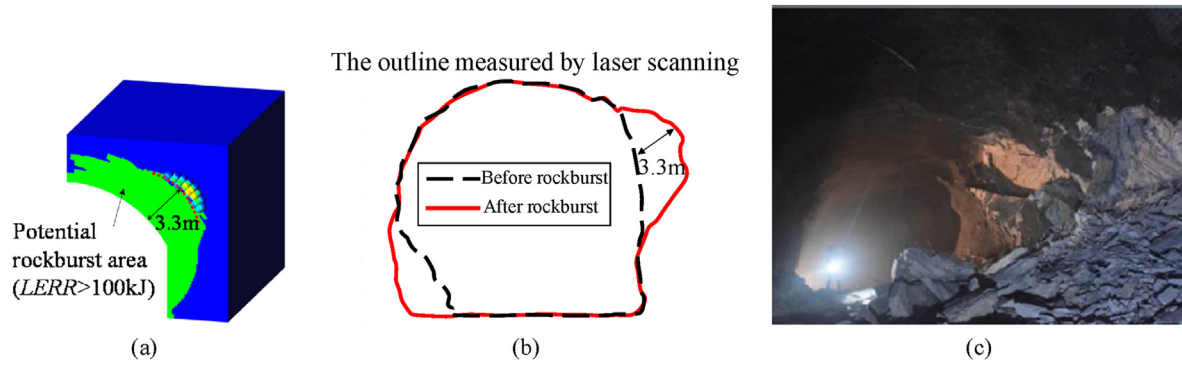 The outline measured by laser scanning
3.3m
Potential
rockburst area
(LERR>100kJ)
3.3m
Before rockburst
After rockburst
(a)
(b)
(c)